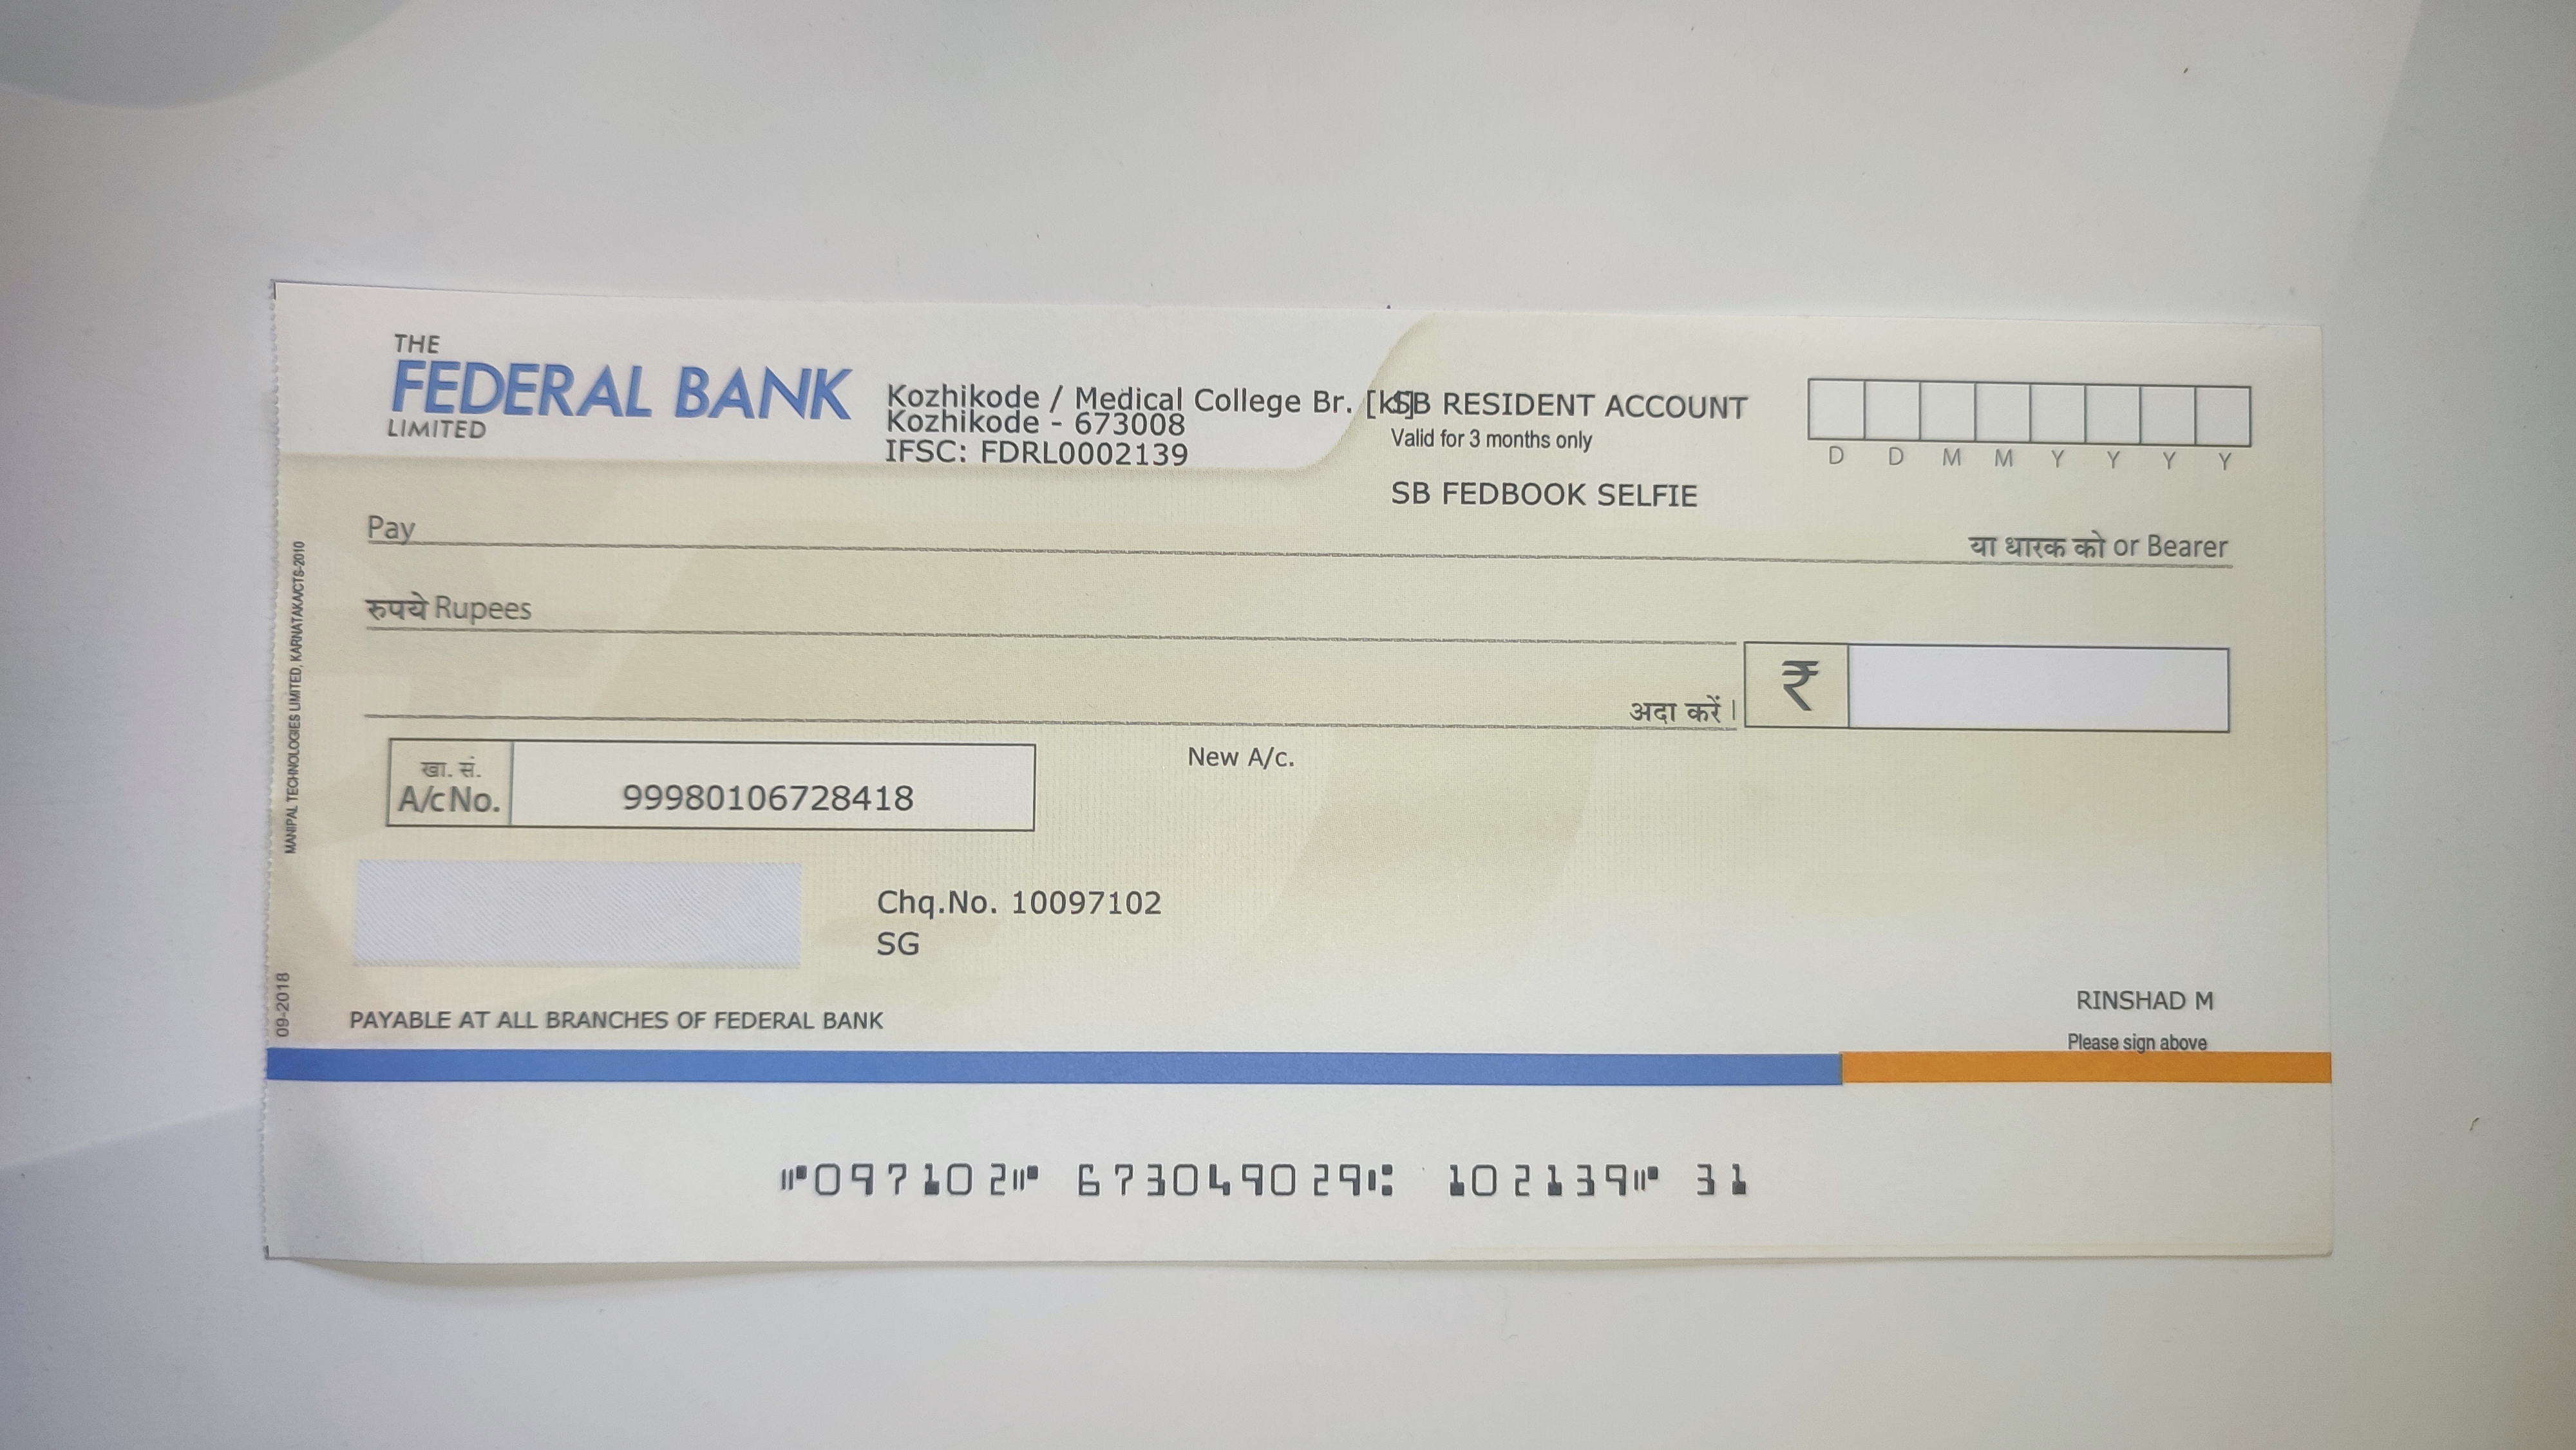 THE
FEDERAL BANK
LIMITED
Kozhikode / Medical College Br. [ks]
Kozhikode - 673008
IFSC: FDRL0002139
SB RESIDENT ACCOUNT
Valid for 3 months only
SB FEDBOOK SELFIE
D D M M Y Y Y Y
Pay
या धारक को or Bearer
रुपये Rupees
अदा करें।
₹
खा. सं.
A/c No.
99980106728418
New A/c.
Chq.No. 10097102
SG
MANIPAL TECHNOLOGIES LIMITED, KARNATAKA/CTS-2010
09-2018
RINSHAD M
Please sign above
PAYABLE AT ALL BRANCHES OF FEDERAL BANK
⑈097102⑈ 673049029⑆ 102139⑈ 31